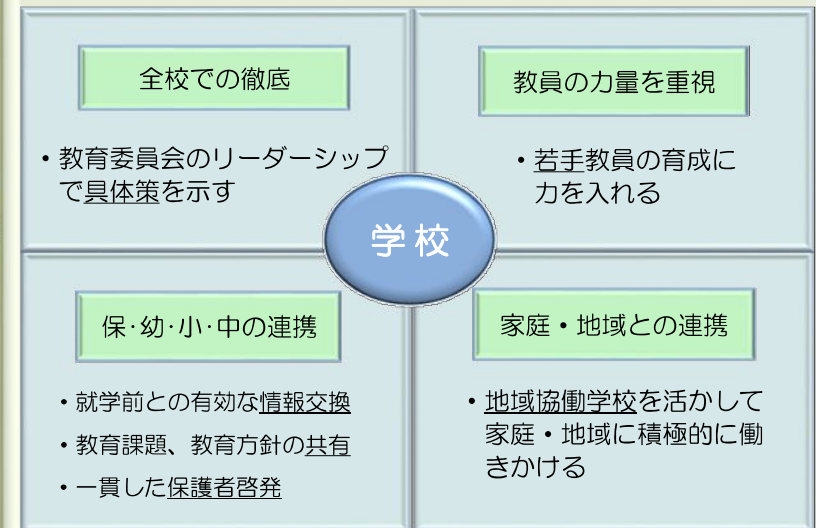 全校での徹底
・教育委員会のリーダーシップ
で具体策を示す
教員の力量を重視
・若手教員の育成に
力を入れる
学校
保・幼・小・中の連携
・就学前との有効な情報交換
・教育課題、教育方針の共有
・一貫した保護者啓発
家庭・地域との連携
・地域協働学校を活かして
家庭・地域に積極的に働
きかける